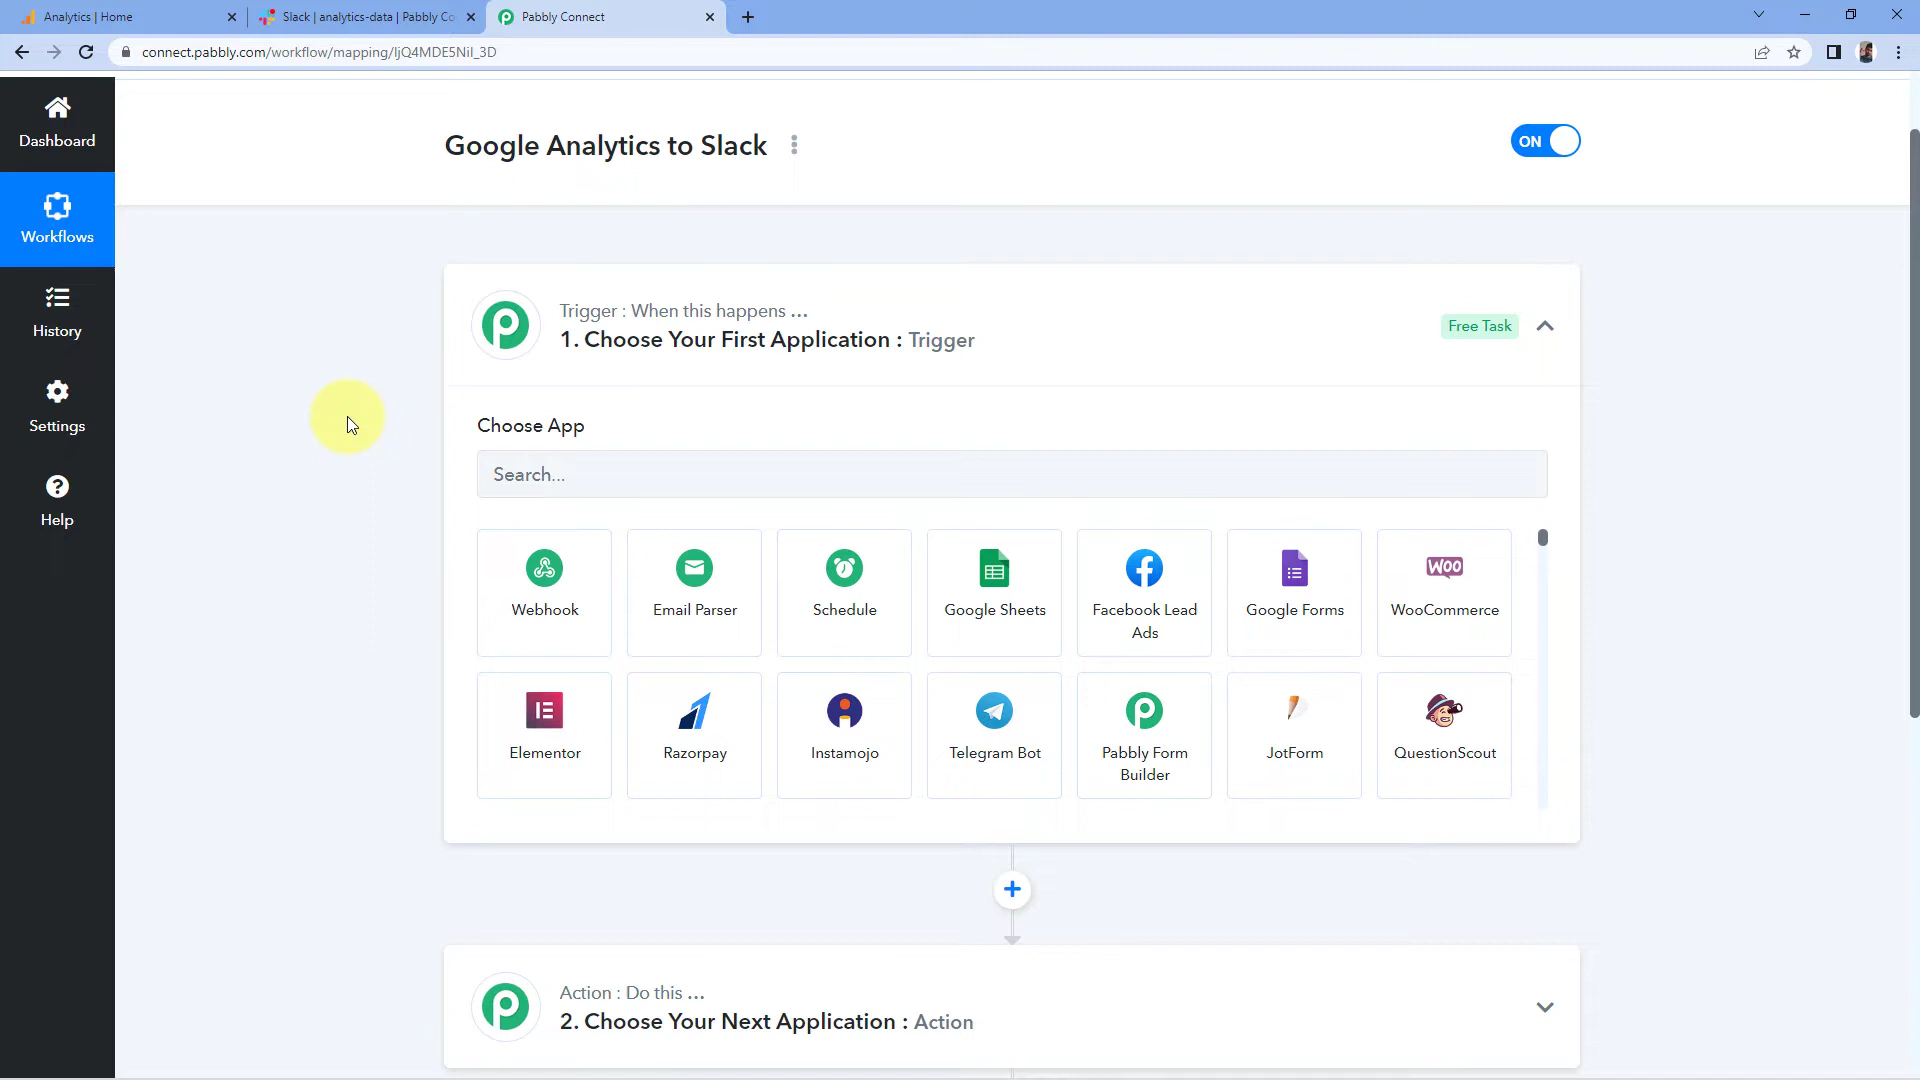 Analytics | Home
Slack | analytics-data | Pabbly Co
Pabbly Connect
connect.pabbly.com/workflow/mapping/IjQ4MDE5NiI_3D
Dashboard
Workflows
History
Settings
Help
Google Analytics to Slack
ON
Trigger : When this happens ...
1. Choose Your First Application : Trigger
Free Task
Choose App
Search...
Webhook
Email Parser
Schedule
Google Sheets
Facebook Lead
Ads
Google Forms
WOO
WooCommerce
Elementor
Razorpay
Instamojo
Telegram Bot
Pabbly Form
Builder
JotForm
QuestionScout
Action : Do this ...
2. Choose Your Next Application : Action